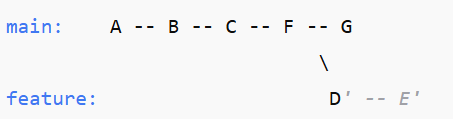 main:    A -- B -- C -- F -- G
                          \
feature:                   D' -- E'